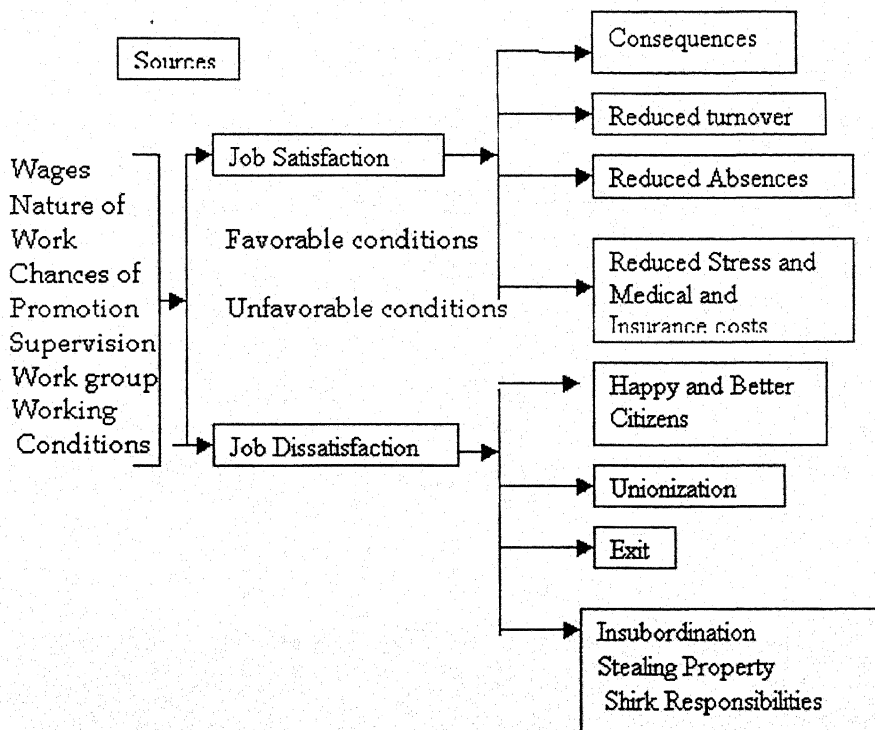 Sources
Wages
Nature of
Work
Chances of
Promotion
Supervision
Work group
Working
Conditions
Job Satisfaction
Favorable conditions
Unfavorable conditions
Job Dissatisfaction
Consequences
Reduced turnover
Reduced Absences
Reduced Stress and
Medical and
Insurance costs
Happy and Better
Citizens
Unionization
Exit
Insubordination
Stealing Property
Shirk Responsibilities